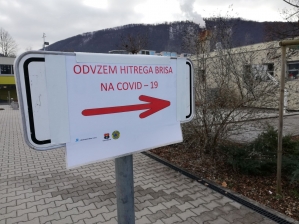 ODVZEM HITREGA BRISA
NA COVID – 19